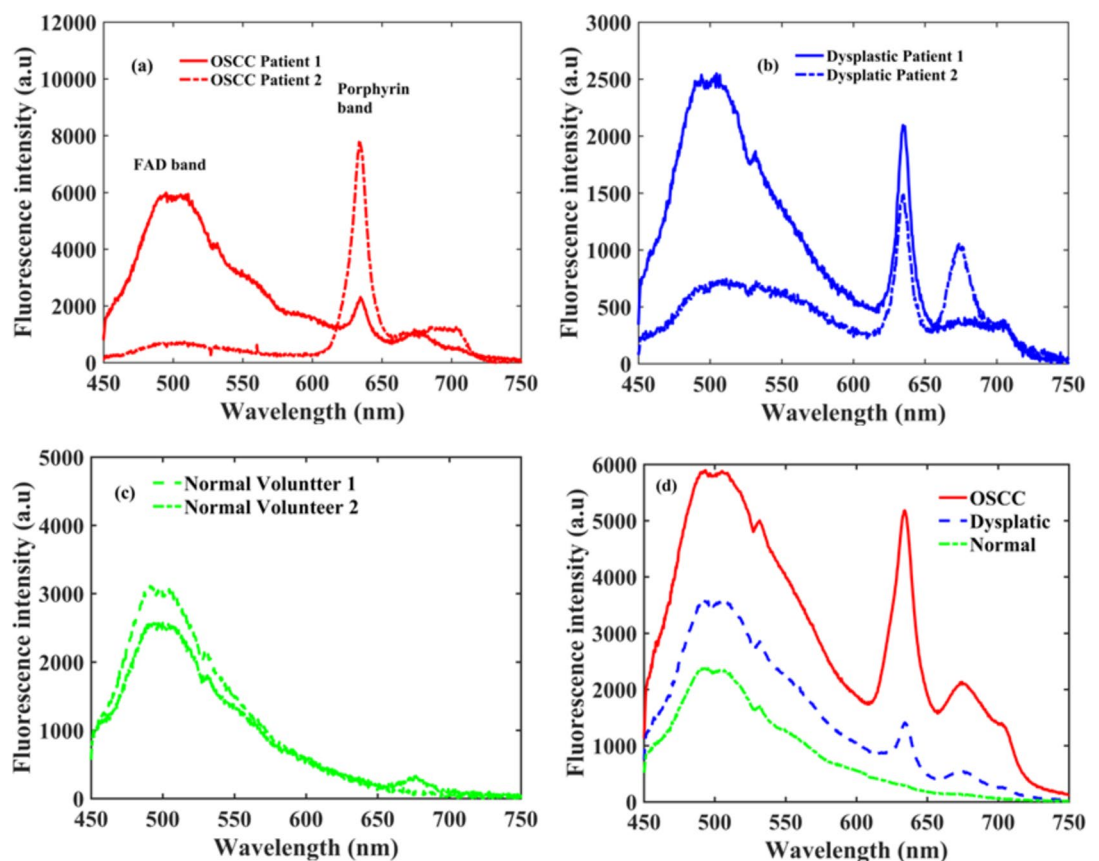 (a)
OSCC Patient 1
OSCC Patient 2
FAD band
Porphyrin
band
Fluorescence intensity (a.u)
12000
10000
8000
6000
4000
2000
0
450 500 550 600 650 700 750
Wavelength (nm)
(b)
Dysplastic Patient 1
Dysplatic Patient 2
Fluorescence intensity (a.u)
3000
2500
2000
1500
1000
500
0
450 500 550 600 650 700 750
Wavelength (nm)
(c)
Normal Voluntter 1
Normal Volunteer 2
Fluorescence intensity (a.u)
5000
4000
3000
2000
1000
0
450 500 550 600 650 700 750
Wavelength (nm)
(d)
OSCC
Dysplatic
Normal
Fluorescence intensity (a.u)
6000
5000
4000
3000
2000
1000
0
450 500 550 600 650 700 750
Wavelength (nm)